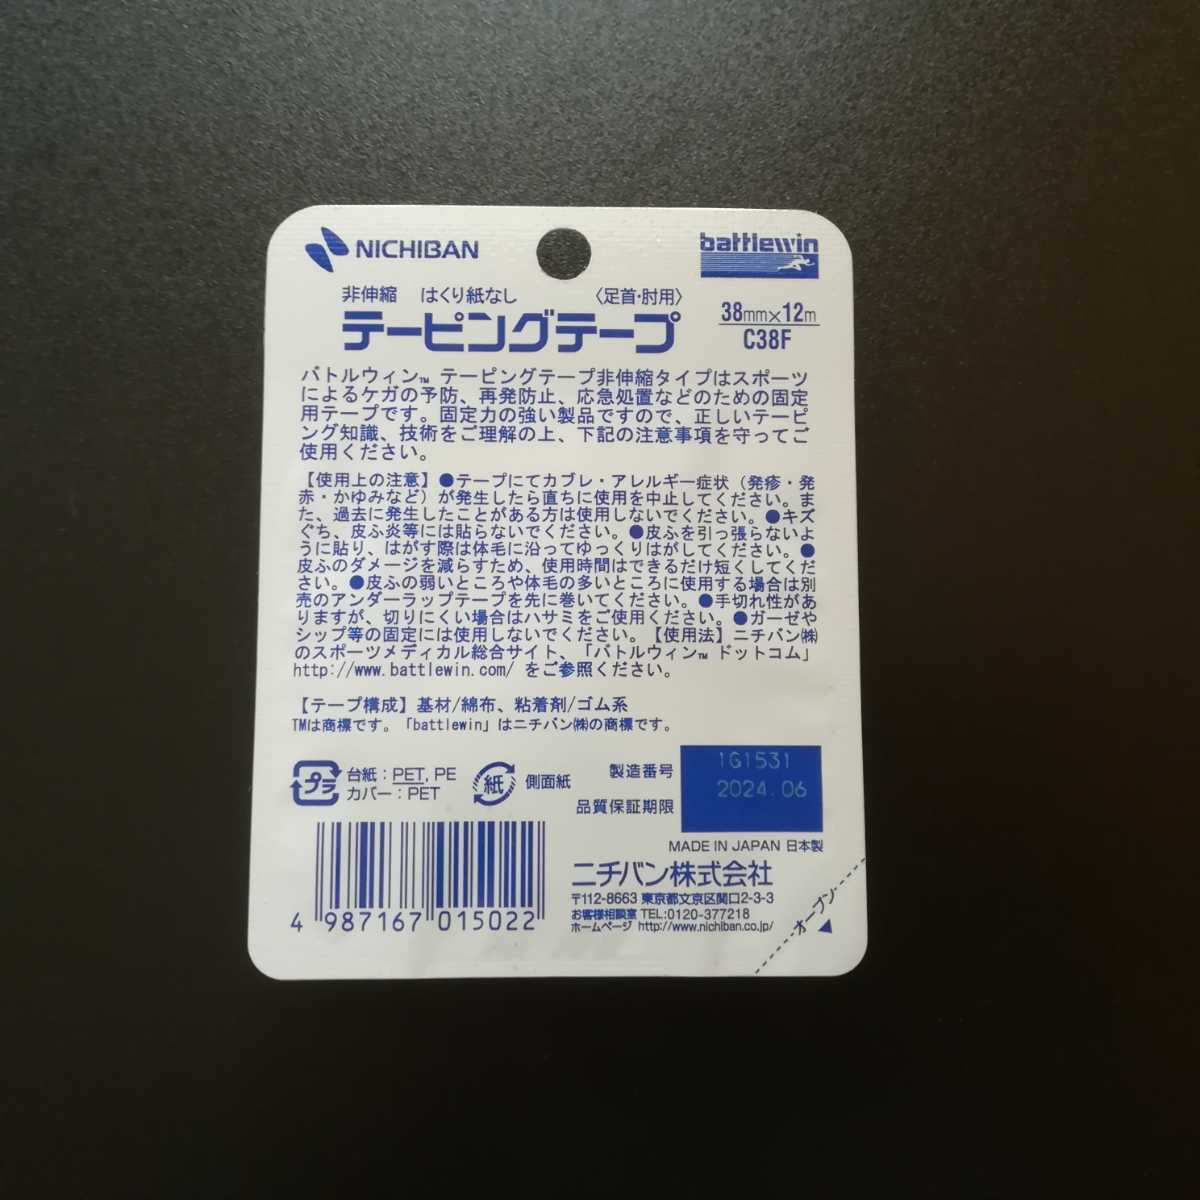 NICHIBAN
battlewin
非伸縮 はくり紙なし 〈足首・肘用〉
テーピングテープ
38mm×12m
C38F
バトルウィン™ テーピングテープ非伸縮タイプはスポーツ
によるケガの予防、再発防止、応急処置などのための固定
用テープです。固定力の強い製品ですので、正しいテーピ
ング知識、技術をご理解の上、下記の注意事項を守ってご
使用ください。
【使用上の注意】●テープにてカブレ・アレルギー症状（発疹・発
赤・かゆみなど）が発生したら直ちに使用を中止してください。ま
た、過去に発生したことがある方は使用しないでください。●キズ
ぐち、皮ふ炎等には貼らないでください。●皮ふを引っ張らないよ
うに貼り、はがす際は体毛に沿ってゆっくりはがしてください。●
皮ふのダメージを減らすため、使用時間はできるだけ短くしてくだ
さい。●皮ふの弱いところや体毛の多いところに使用する場合は別
売のアンダーラップテープを先に巻いてください。●手切れ性があ
りますが、切りにくい場合はハサミをご使用ください。●ガーゼや
シップ等の固定には使用しないでください。【使用法】ニチバン㈱
のスポーツメディカル総合サイト、「バトルウィン™ ドットコム」
http://www.battlewin.com/ をご参照ください。
【テープ構成】基材/綿布、粘着剤/ゴム系
TMは商標です。「battlewin」はニチバン㈱の商標です。
プラ
台紙：PET, PE
カバー：PET
紙
側面紙
製造番号 1G1531
品質保証期限 2024.06
MADE IN JAPAN 日本製
ニチバン株式会社
〒112-8663 東京都文京区関口2-3-3
お客様相談室 TEL:0120-377218
ホームページ http://www.nichiban.co.jp/
4 987167 015022
オープン